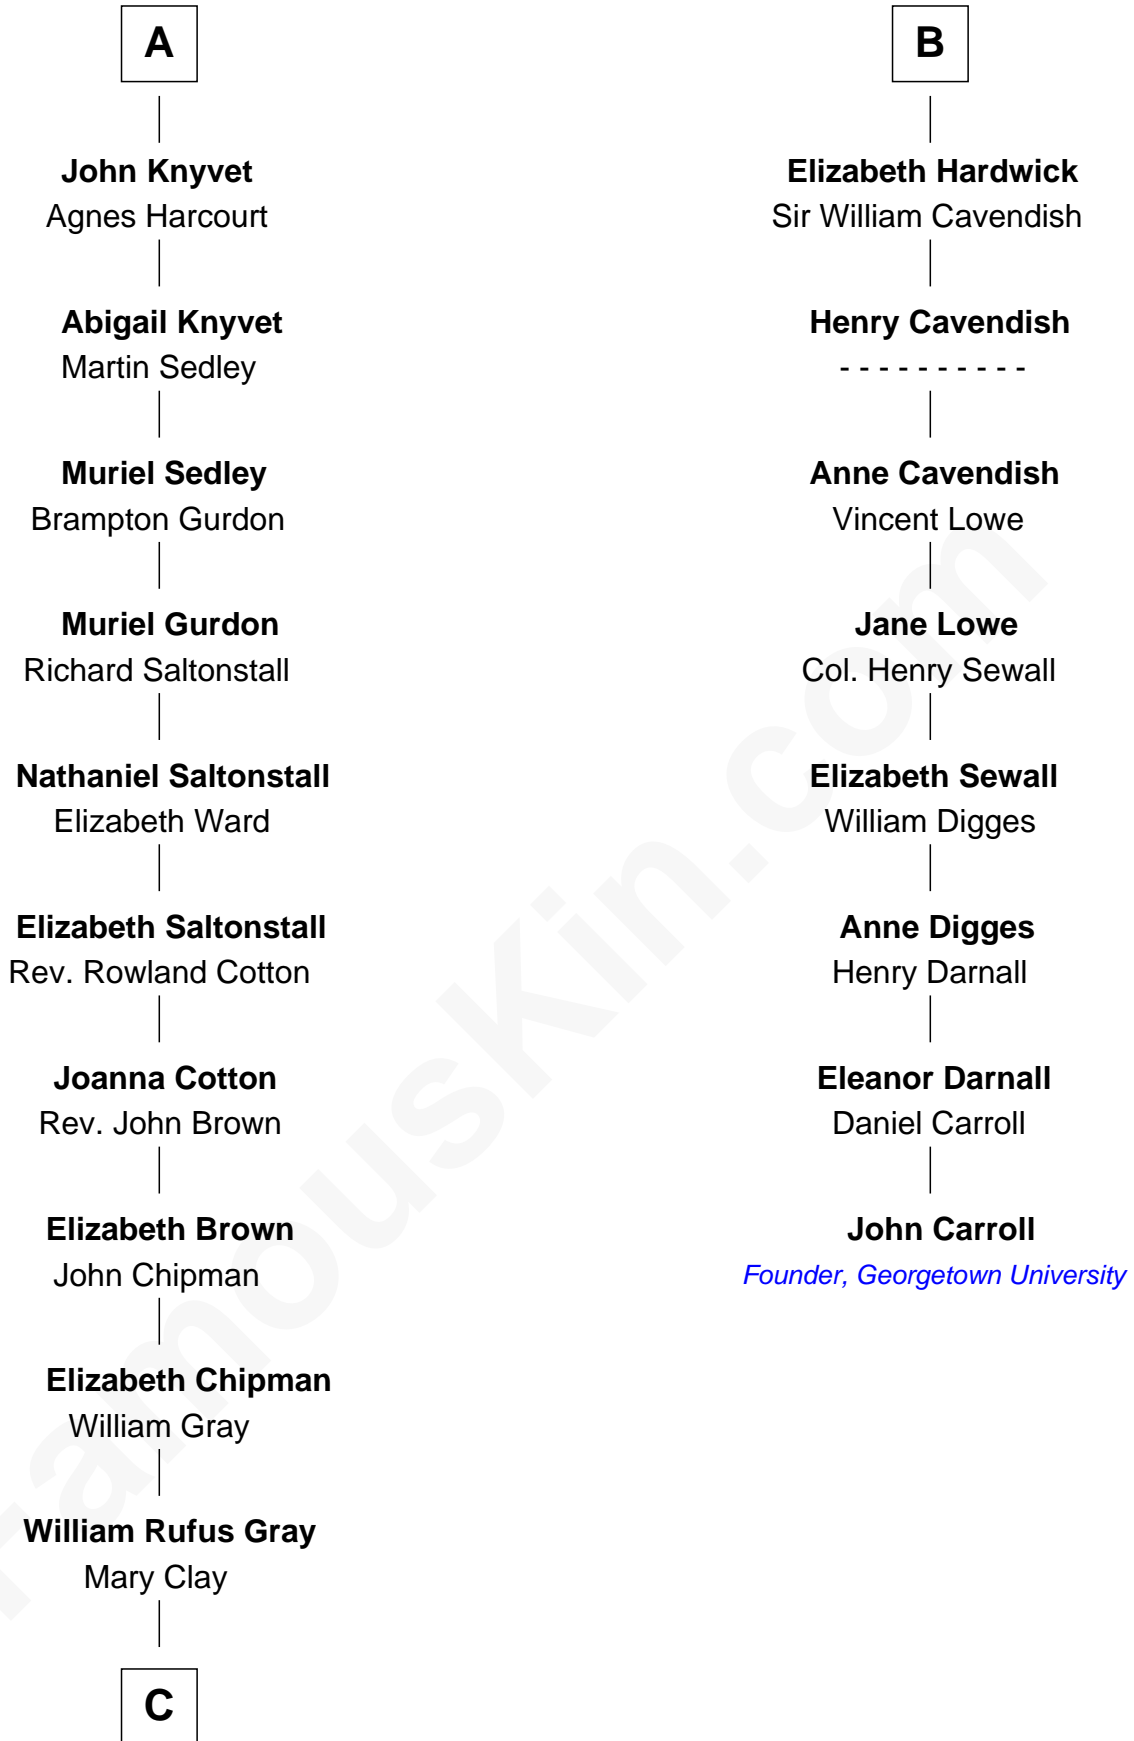 A
John Knyvet
Agnes Harcourt
Abigail Knyvet
Martin Sedley
Muriel Sedley
Brampton Gurdon
Muriel Gurdon
Richard Saltonstall
Nathaniel Saltonstall
Elizabeth Ward
Elizabeth Saltonstall
Rev. Rowland Cotton
Joanna Cotton
Rev. John Brown
Elizabeth Brown
John Chipman
Elizabeth Chipman
William Gray
William Rufus Gray
Mary Clay
C
B
Elizabeth Hardwick
Sir William Cavendish
Henry Cavendish
- - - - - - - - - -
Anne Cavendish
Vincent Lowe
Jane Lowe
Col. Henry Sewall
Elizabeth Sewall
William Digges
Anne Digges
Henry Darnall
Eleanor Darnall
Daniel Carroll
John Carroll
Founder, Georgetown University
FamousKin.com